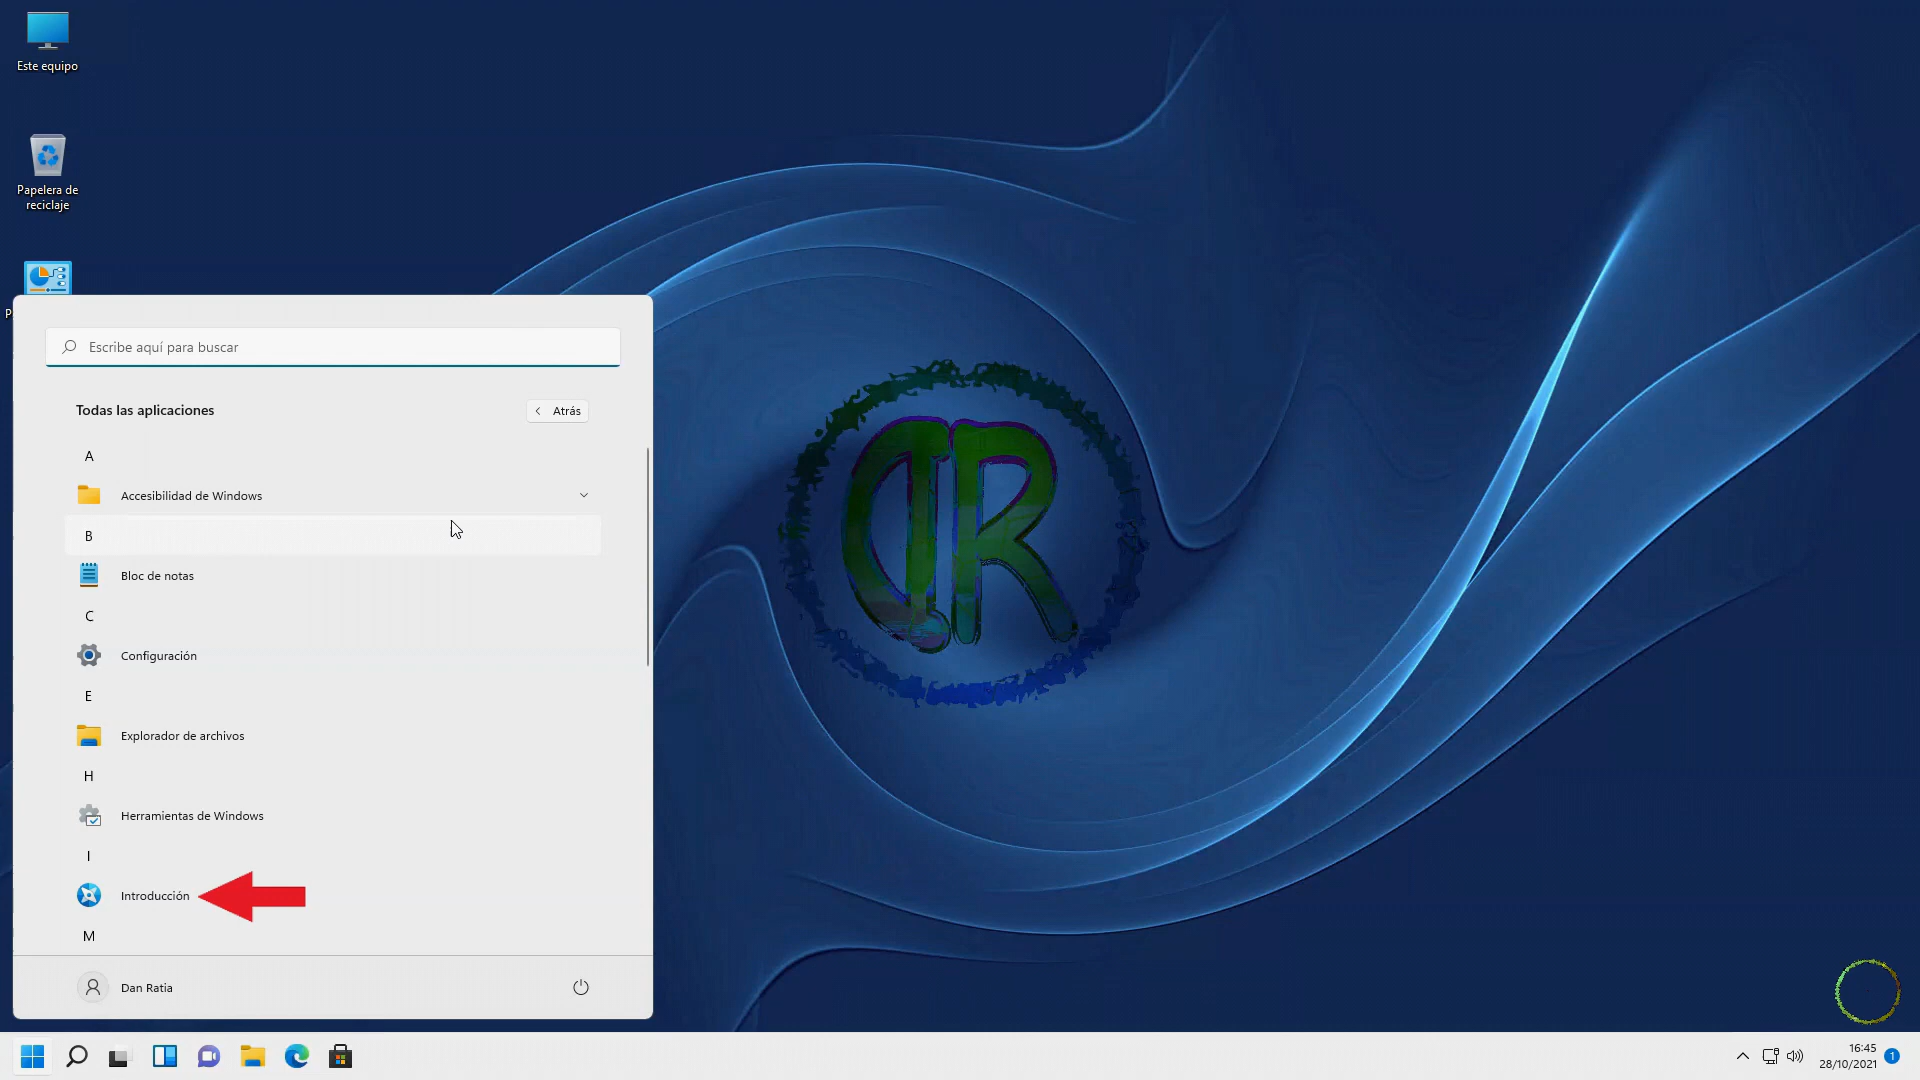 Este equipo
Papelera de
reciclaje
P
Escribe aquí para buscar
Todas las aplicaciones
Atrás
A
Accesibilidad de Windows
B
Bloc de notas
C
Configuración
E
Explorador de archivos
H
Herramientas de Windows
I
Introducción
M
Dan Ratia
DR
16:45
28/10/2021
1